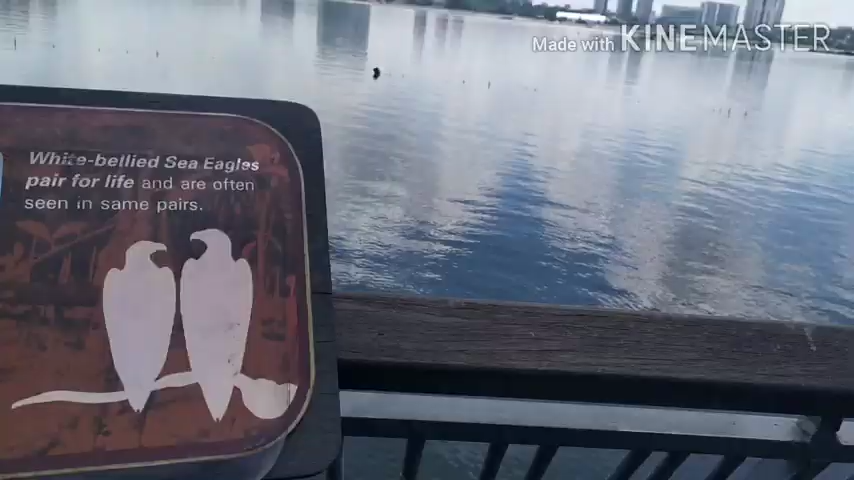 Made with KINEMASTER
White-bellied Sea Eagles
pair for life and are often
seen in same pairs.